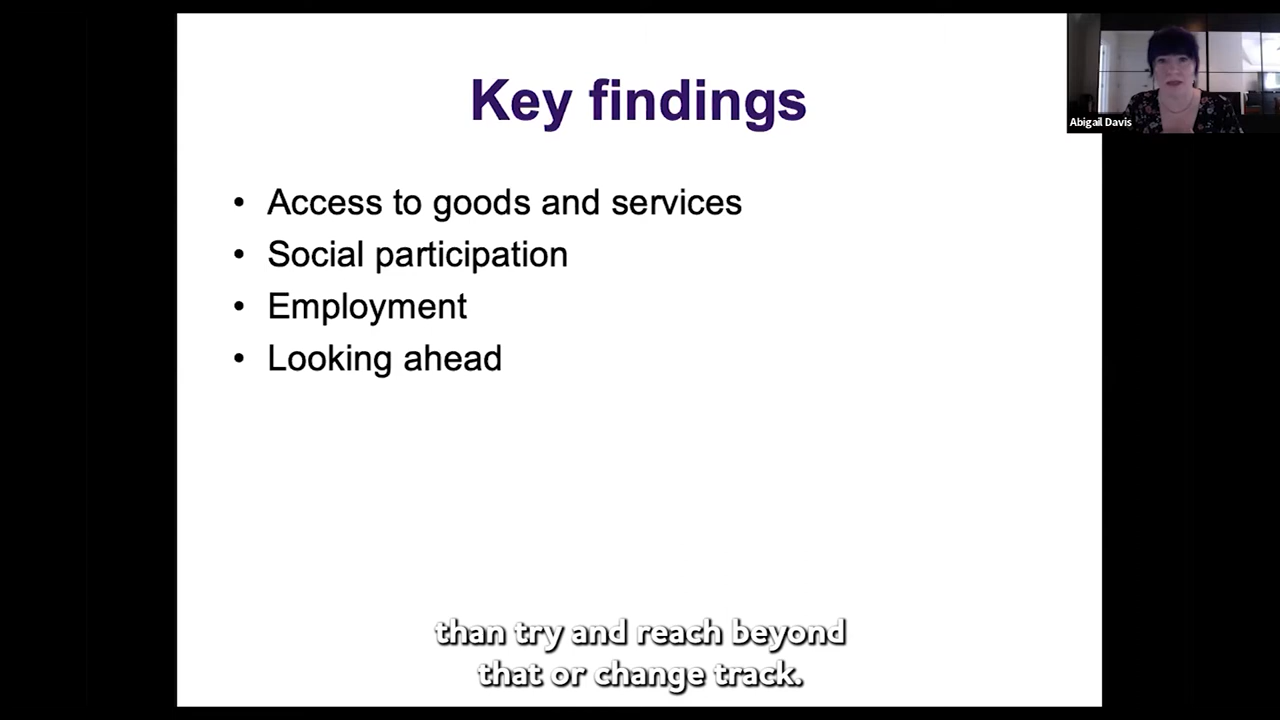 Key findings
Abigail Davis
• Access to goods and services
• Social participation
• Employment
• Looking ahead
than try and reach beyond
that or change track.